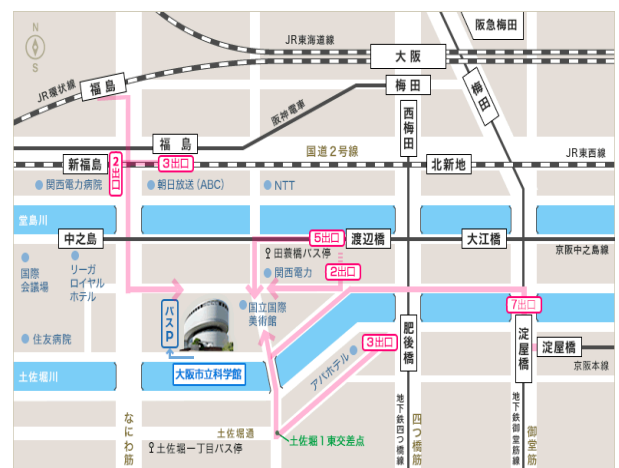 N
S
JR東海道線
阪急梅田
大阪
JR環状線
福島
梅田
梅田
阪神電車
西梅田
福島
国道2号線
新福島
2出口
3出口
北新地
JR東西線
関西電力病院
朝日放送(ABC)
NTT
堂島川
中之島
5出口
渡辺橋
大江橋
京阪中之島線
田蓑橋バス停
関西電力
2出口
国際
会議場
リーガ
ロイヤル
ホテル
バスP
国立国際
美術館
7出口
住友病院
肥後橋
淀屋橋
淀屋橋
3出口
アパホテル
京阪本線
大阪市立科学館
土佐堀川
なにわ筋
土佐堀通
土佐堀1東交差点
土佐堀一丁目バス停
地下鉄四つ橋線
四つ橋筋
地下鉄御堂筋線
御堂筋